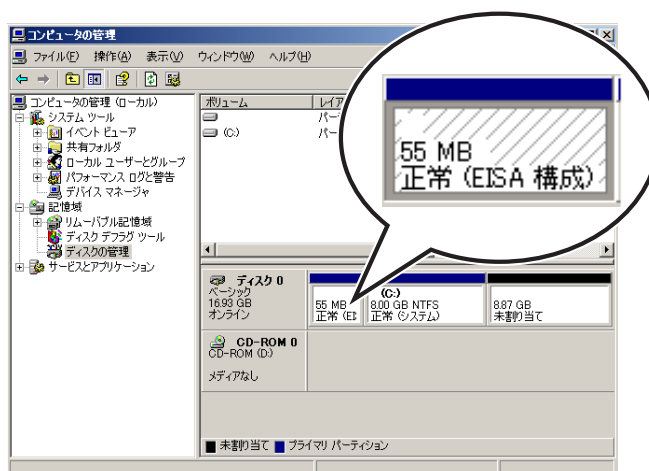 コンピュータの管理
ファイル(F) 操作(A) 表示(V) ウィンドウ(W) ヘルプ(H)
コンピュータの管理 (ローカル)
システム ツール
イベント ビューア
共有フォルダ
ローカル ユーザーとグループ
パフォーマンス ログと警告
デバイス マネージャ
記憶域
リムーバブル記憶域
ディスク デフラグ ツール
ディスクの管理
サービスとアプリケーション
ボリューム
(C:)
55 MB
正常 (EISA 構成)
ディスク 0
ベーシック
16.93 GB
オンライン
55 MB
正常 (EI
(C:)
8.00 GB NTFS
正常 (システム)
8.87 GB
未割り当て
CD-ROM 0
CD-ROM (D:)
メディアなし
未割り当て プライマリ パーティション